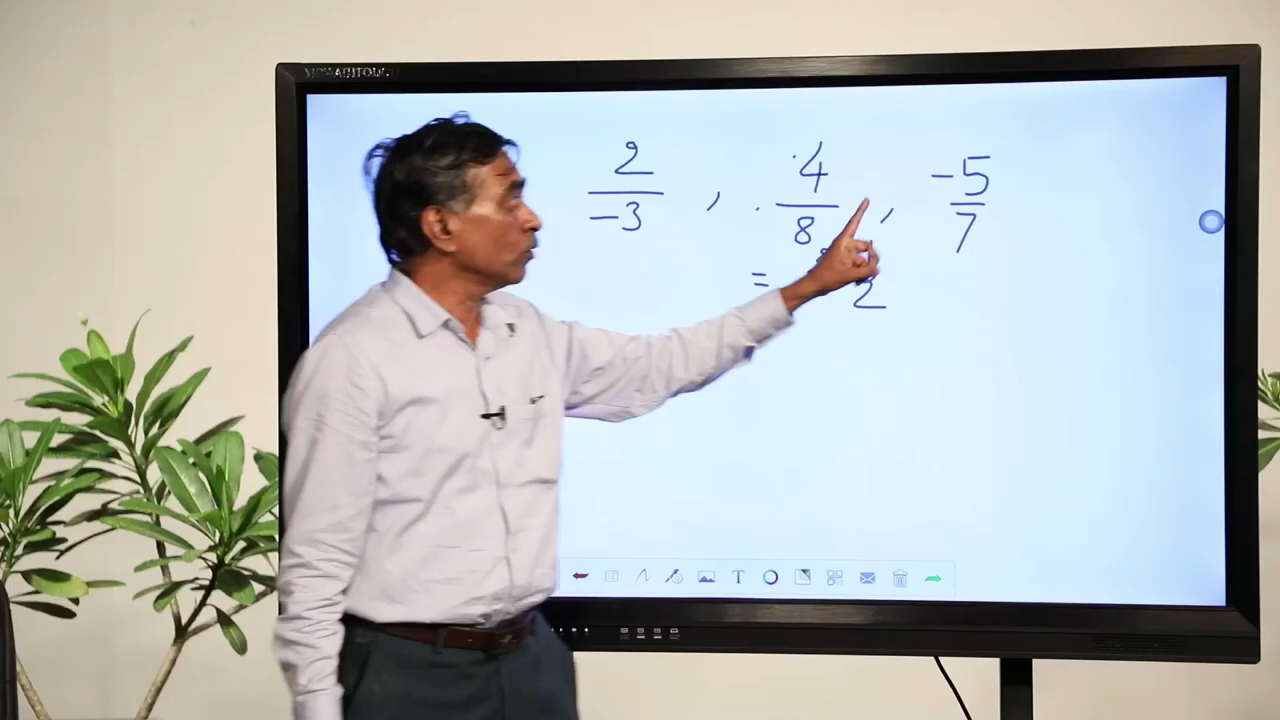 2/-3 , 4/8 , -5/7
= 2